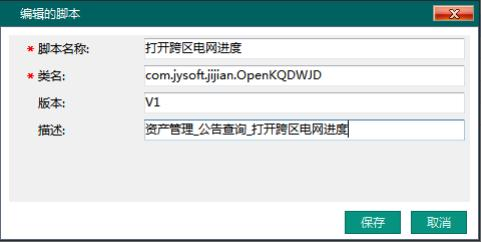 编辑的脚本
* 脚本名称: 打开跨区电网进度
* 类名: com.jysoft.jijian.OpenKQDWJD
版本: V1
描述: 资产管理_公告查询_打开跨区电网进度
保存 取消